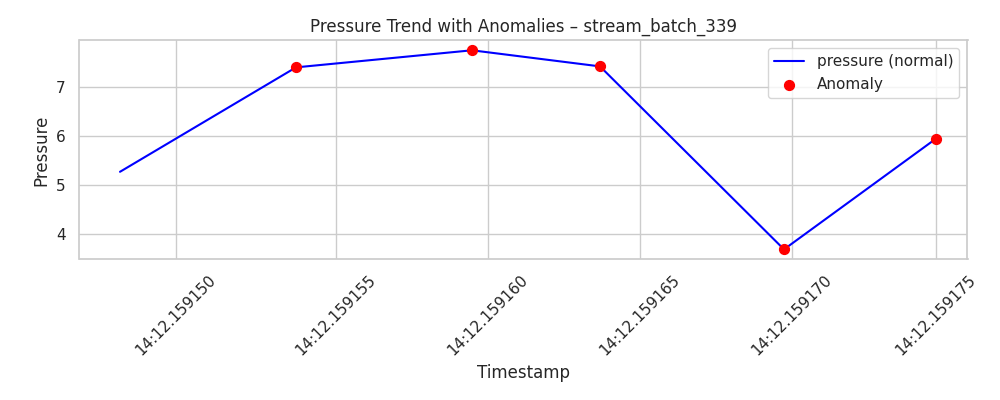 Pressure Trend with Anomalies – stream_batch_339
pressure (normal)
Anomaly
Pressure
7
6
5
4
14:12.159150
14:12.159155
14:12.159160
14:12.159165
14:12.159170
14:12.159175
Timestamp